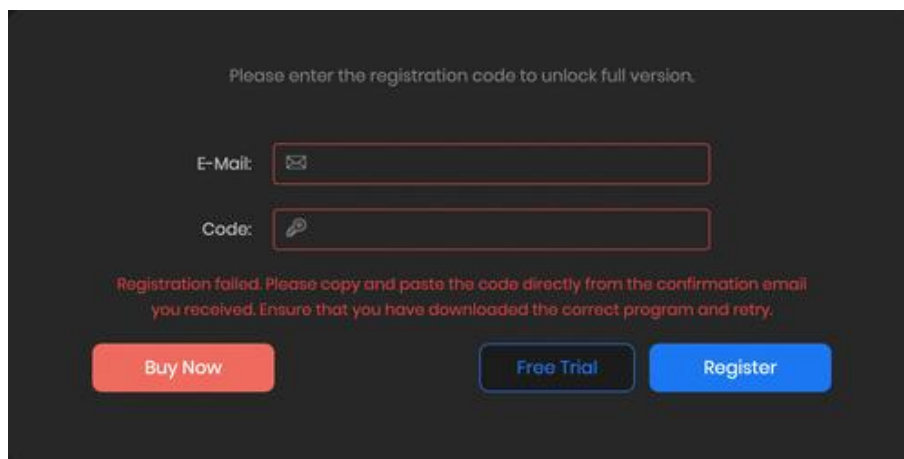 Please enter the registration code to unlock full version.
E-Mail:
Code:
Registration failed. Please copy and paste the code directly from the confirmation email
you received. Ensure that you have downloaded the correct program and retry.
Buy Now
Free Trial
Register